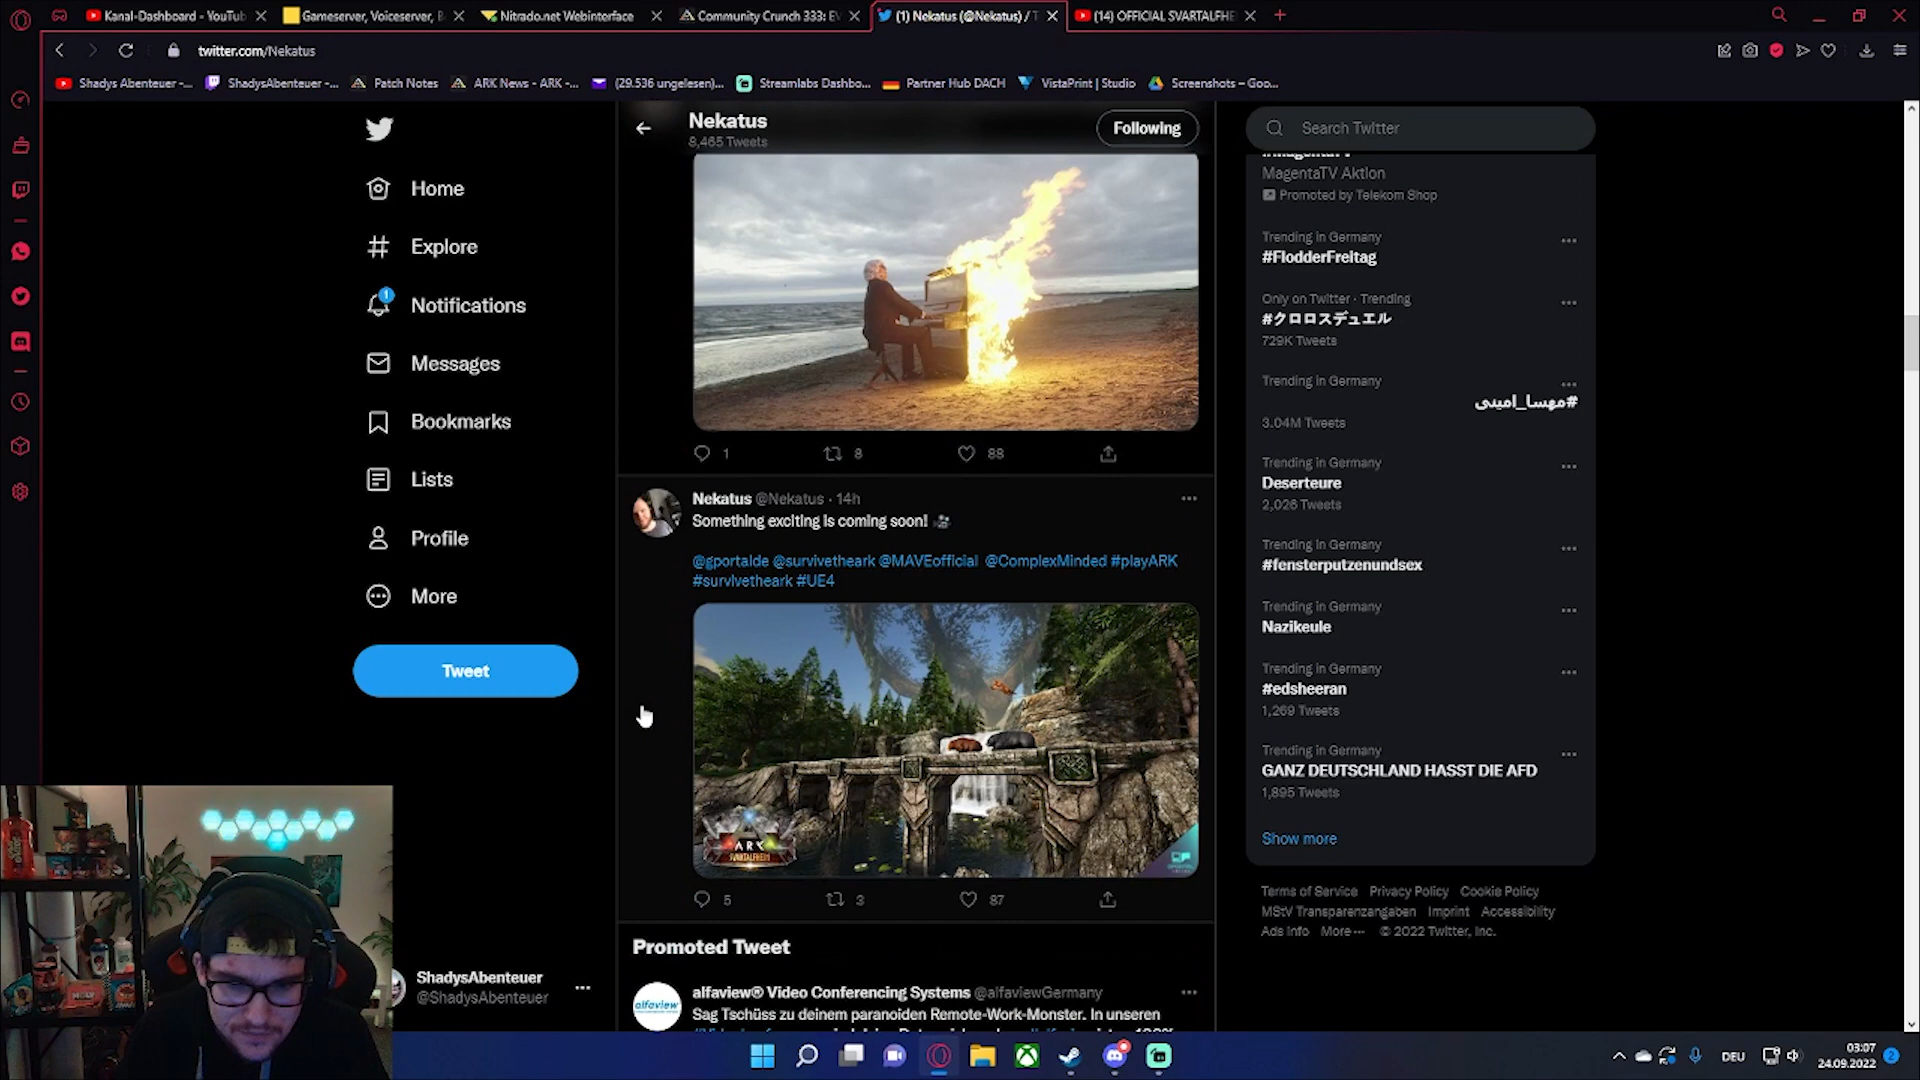 Kanal-Dashboard - YouTub
Gameserver, Voiceserver, B
Nitrado.net Webinterface
Community Crunch 333: EV
(1) Nekatus (@Nekatus) / T
(14) OFFICIAL SVARTALFHE
twitter.com/Nekatus
Shadys Abenteuer -...
ShadysAbenteuer -...
Patch Notes
ARK News - ARK -...
(29.536 ungelesen)...
Streamlabs Dashbo...
Partner Hub DACH
VistaPrint | Studio
Screenshots – Goo...
Home
Explore
1
Notifications
Messages
Bookmarks
Lists
Profile
More
Tweet
ShadysAbenteuer
@ShadysAbenteuer
Nekatus
8,465 Tweets
Following
1
8
88
Nekatus @Nekatus · 14h
Something exciting is coming soon!
@gportalde @survivetheark @MAVEofficial @ComplexMinded #playARK
#survivetheark #UE4
ARK
SVARTALFHEIM
5
3
87
Promoted Tweet
alfaview® Video Conferencing Systems @alfaviewGermany
alfaview
Sag Tschüss zu deinem paranoiden Remote-Work-Monster. In unseren
Search Twitter
#MagentaTV
MagentaTV Aktion
Promoted by Telekom Shop
Trending in Germany
#FlodderFreitag
Only on Twitter · Trending
#クロロスデュエル
729K Tweets
Trending in Germany
#مهسا_امینی
3.04M Tweets
Trending in Germany
Deserteure
2,026 Tweets
Trending in Germany
#fensterputzenundsex
Trending in Germany
Nazikeule
Trending in Germany
#edsheeran
1,269 Tweets
Trending in Germany
GANZ DEUTSCHLAND HASST DIE AFD
1,895 Tweets
Show more
Terms of Service Privacy Policy Cookie Policy
MStV Transparenzangaben Imprint Accessibility
Ads info More ··· © 2022 Twitter, Inc.
DEU
03:07
24.09.2022
2